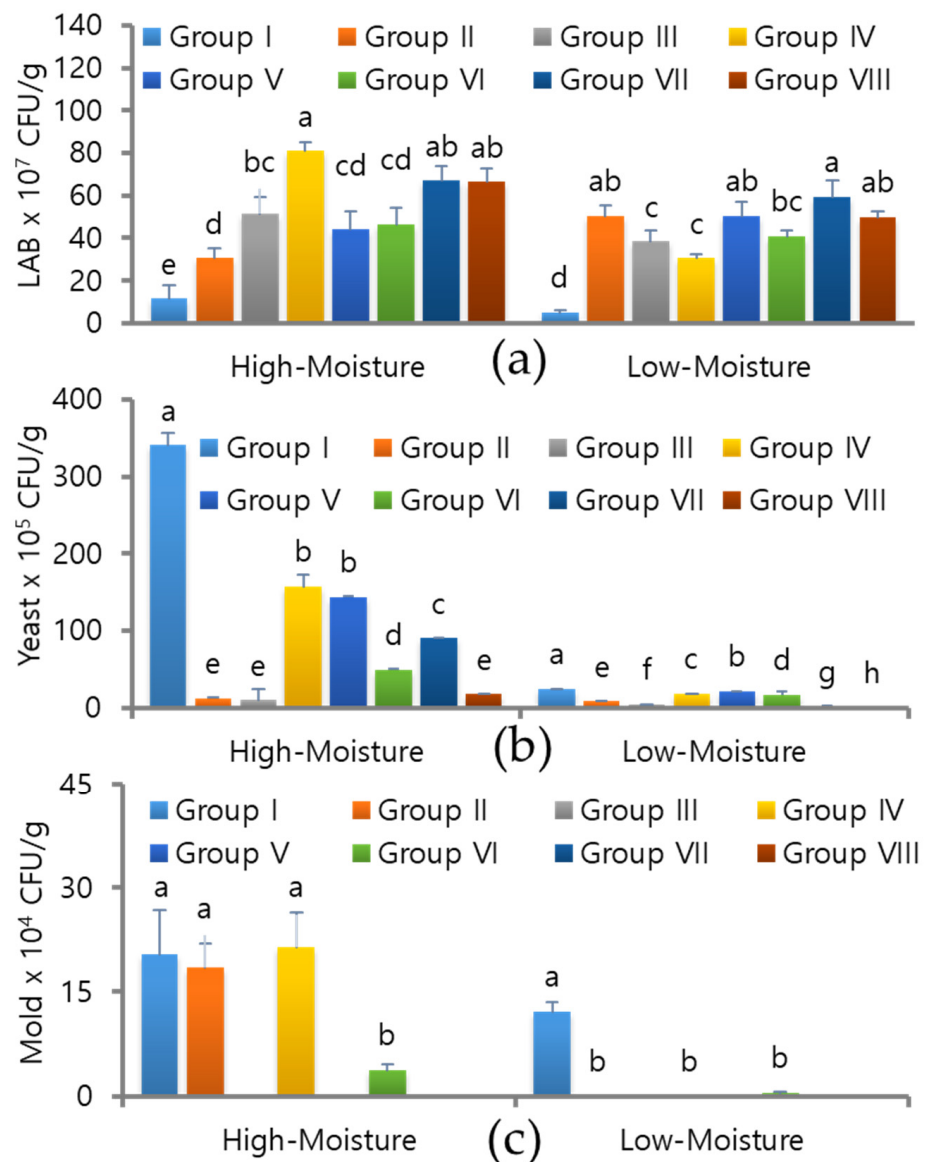 140
120
100
80
60
40
20
0
LAB x 10⁷ CFU/g
Group I Group II Group III Group IV
Group V Group VI Group VII Group VIII
e d bc a cd cd ab ab
d ab c c ab bc a ab
High-Moisture (a) Low-Moisture
400
300
200
100
0
Yeast x 10⁵ CFU/g
Group I Group II Group III Group IV
Group V Group VI Group VII Group VIII
a e e b b d c e
a e f c b d g h
High-Moisture (b) Low-Moisture
45
30
15
0
Mold x 10⁴ CFU/g
Group I Group II Group III Group IV
Group V Group VI Group VII Group VIII
a a a b
a b b b
High-Moisture (c) Low-Moisture